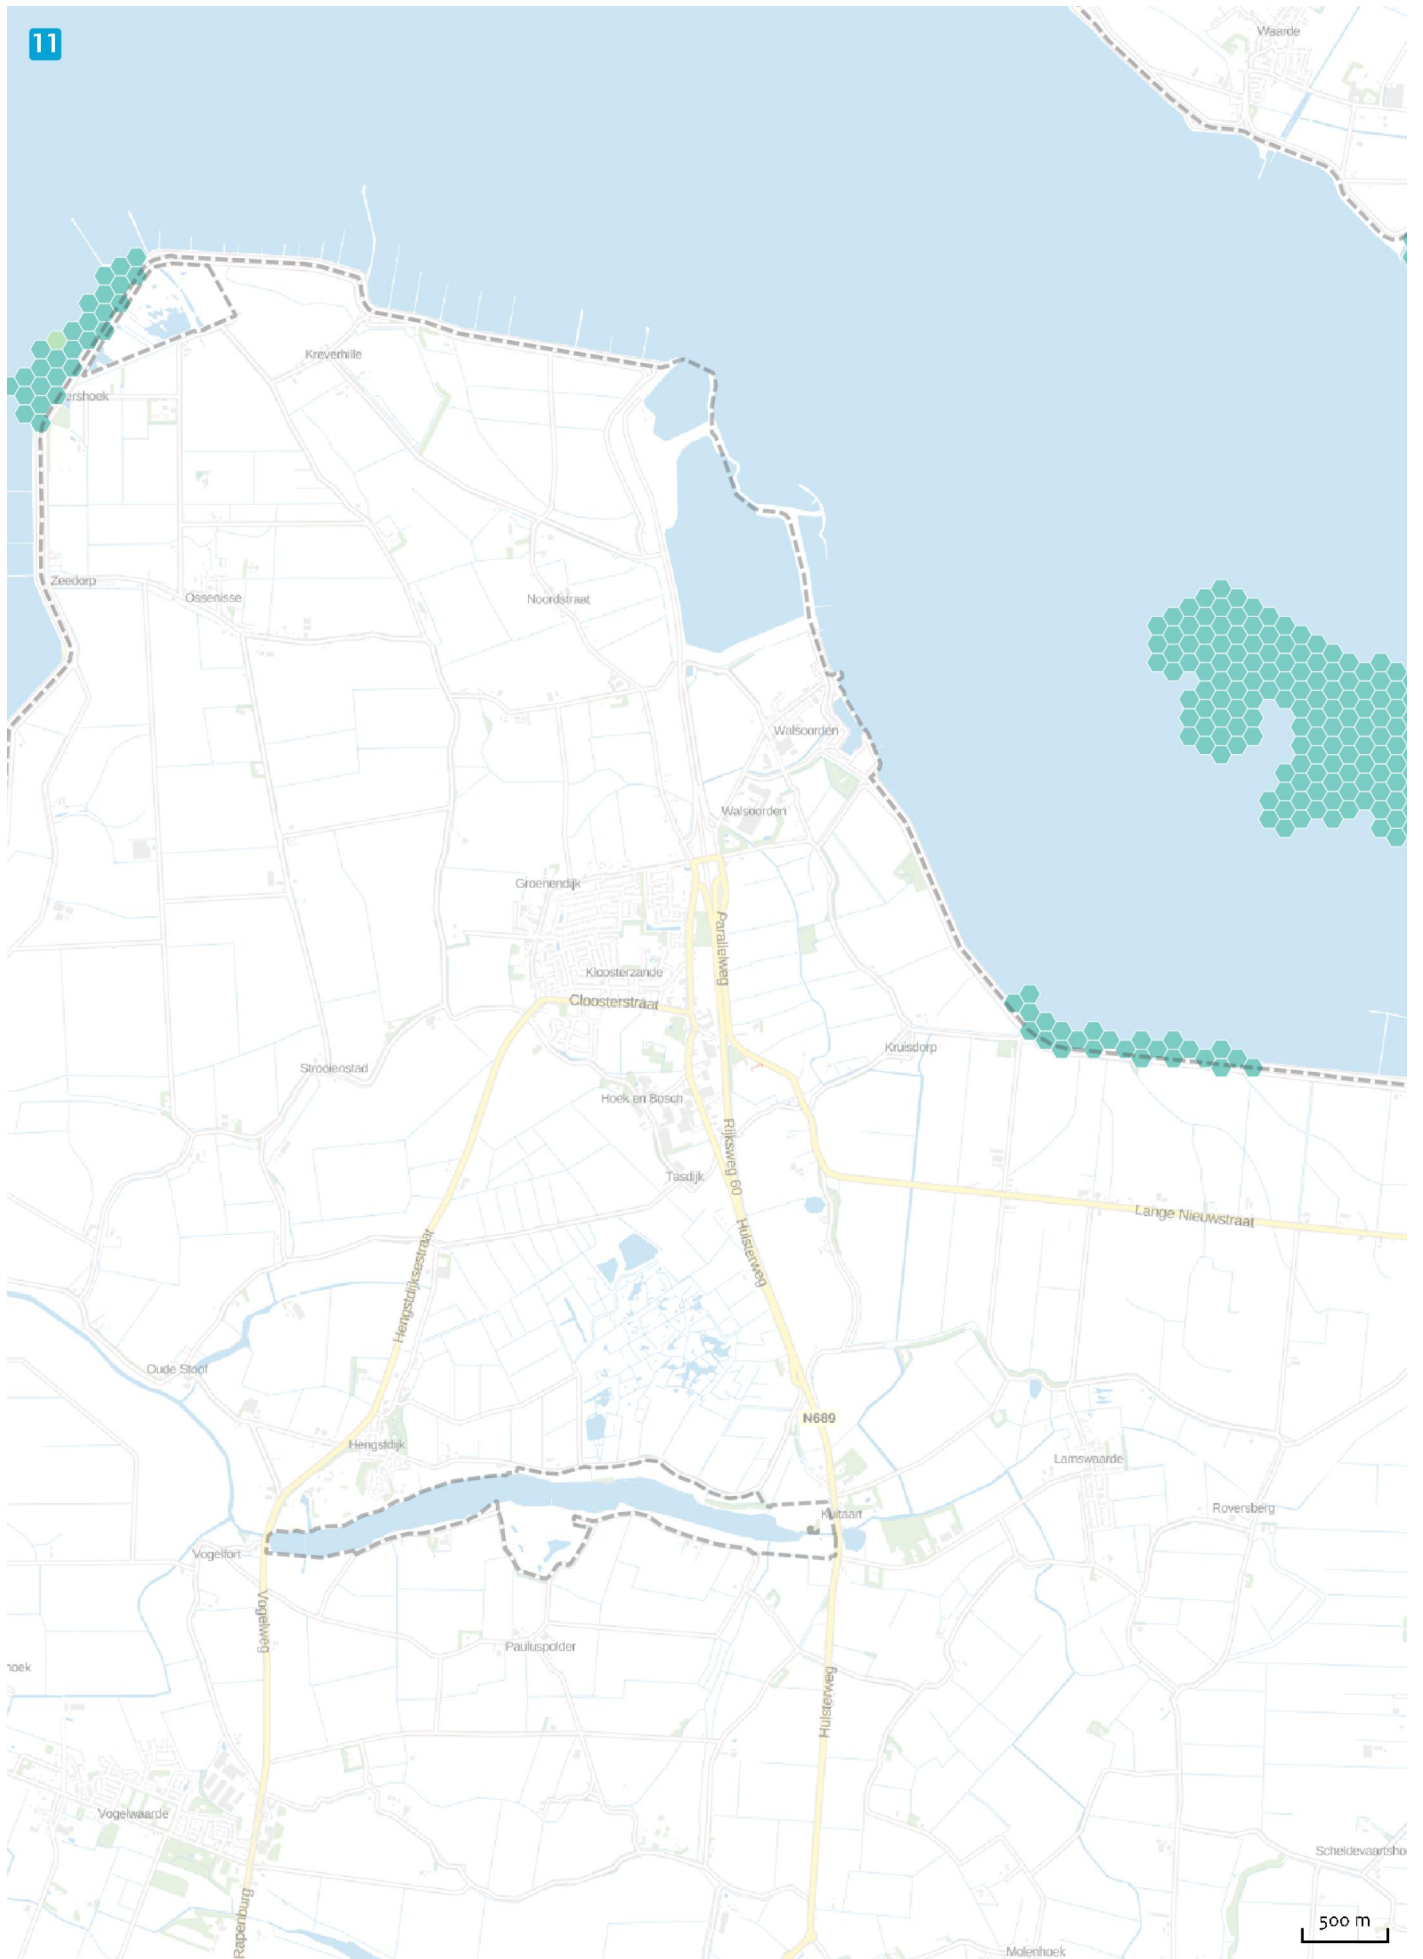 11
Waarde
Kreverhille
ershoek
Zeedorp
Ossenisse
Noordstraat
Walsoorden
Walsoorden
Groenendijk
Parallelweg
Kloosterzande
Cloosterstraat
Kruisdorp
Strooienstad
Hoek en Bosch
Rijksweg 60
Tasdijk
Lange Nieuwstraat
Hulsterweg
Hengstdijksestraat
Oude Stoof
N689
Hengstdijk
Lamswaarde
Roversberg
Kuitaart
Vogelfort
Vogelweg
Pauluspolder
hoek
Hulsterweg
Vogelwaarde
Scheldevaartsho
Rapenburg
500 m
Molenhoek